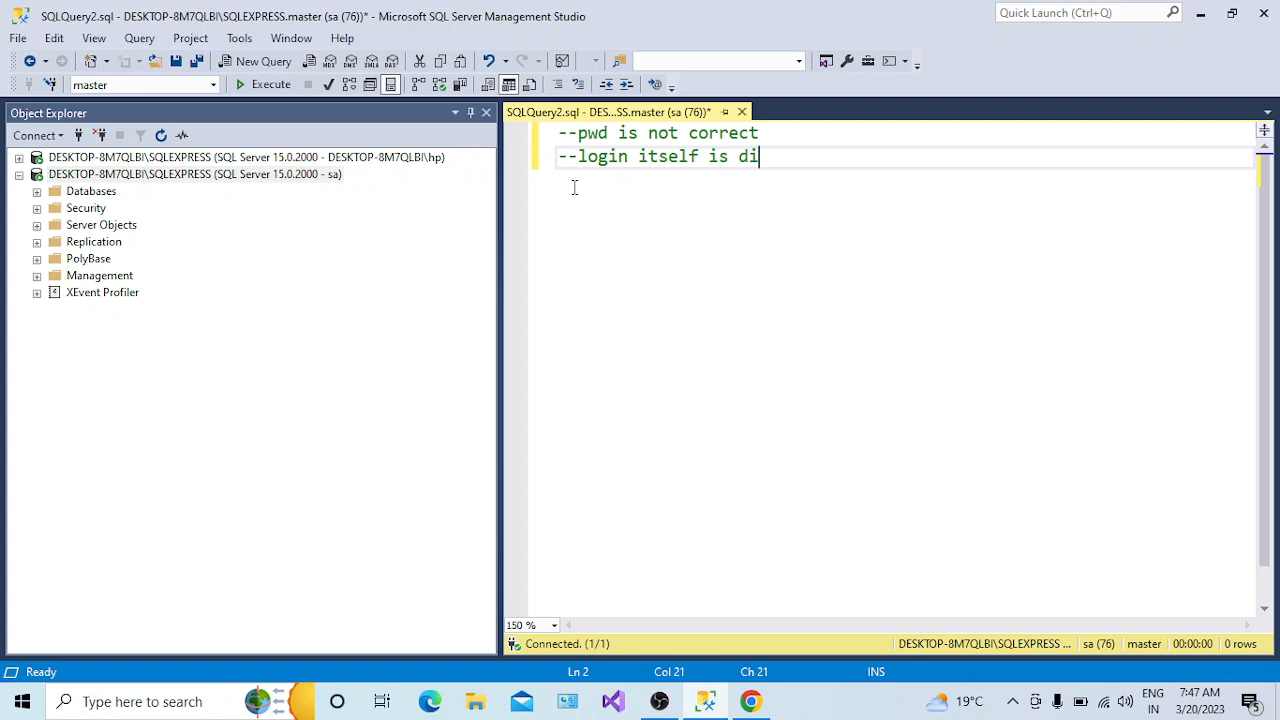 SQLQuery2.sql - DESKTOP-8M7QLBI\SQLEXPRESS.master (sa (76))* - Microsoft SQL Server Management Studio
Quick Launch (Ctrl+Q)
File Edit View Query Project Tools Window Help
New Query
MDX DMX XMLA DAX
master
Execute
Object Explorer
SQLQuery2.sql - DES...SS.master (sa (76))*
Connect
--pwd is not correct
--login itself is di
DESKTOP-8M7QLBI\SQLEXPRESS (SQL Server 15.0.2000 - DESKTOP-8M7QLBI\hp)
DESKTOP-8M7QLBI\SQLEXPRESS (SQL Server 15.0.2000 - sa)
Databases
Security
Server Objects
Replication
PolyBase
Management
XEvent Profiler
150 %
Connected. (1/1)
DESKTOP-8M7QLBI\SQLEXPRESS ... sa (76) master 00:00:00 0 rows
Ready
Ln 2 Col 21 Ch 21 INS
Type here to search
19°C
ENG
IN
7:47 AM
3/20/2023
5